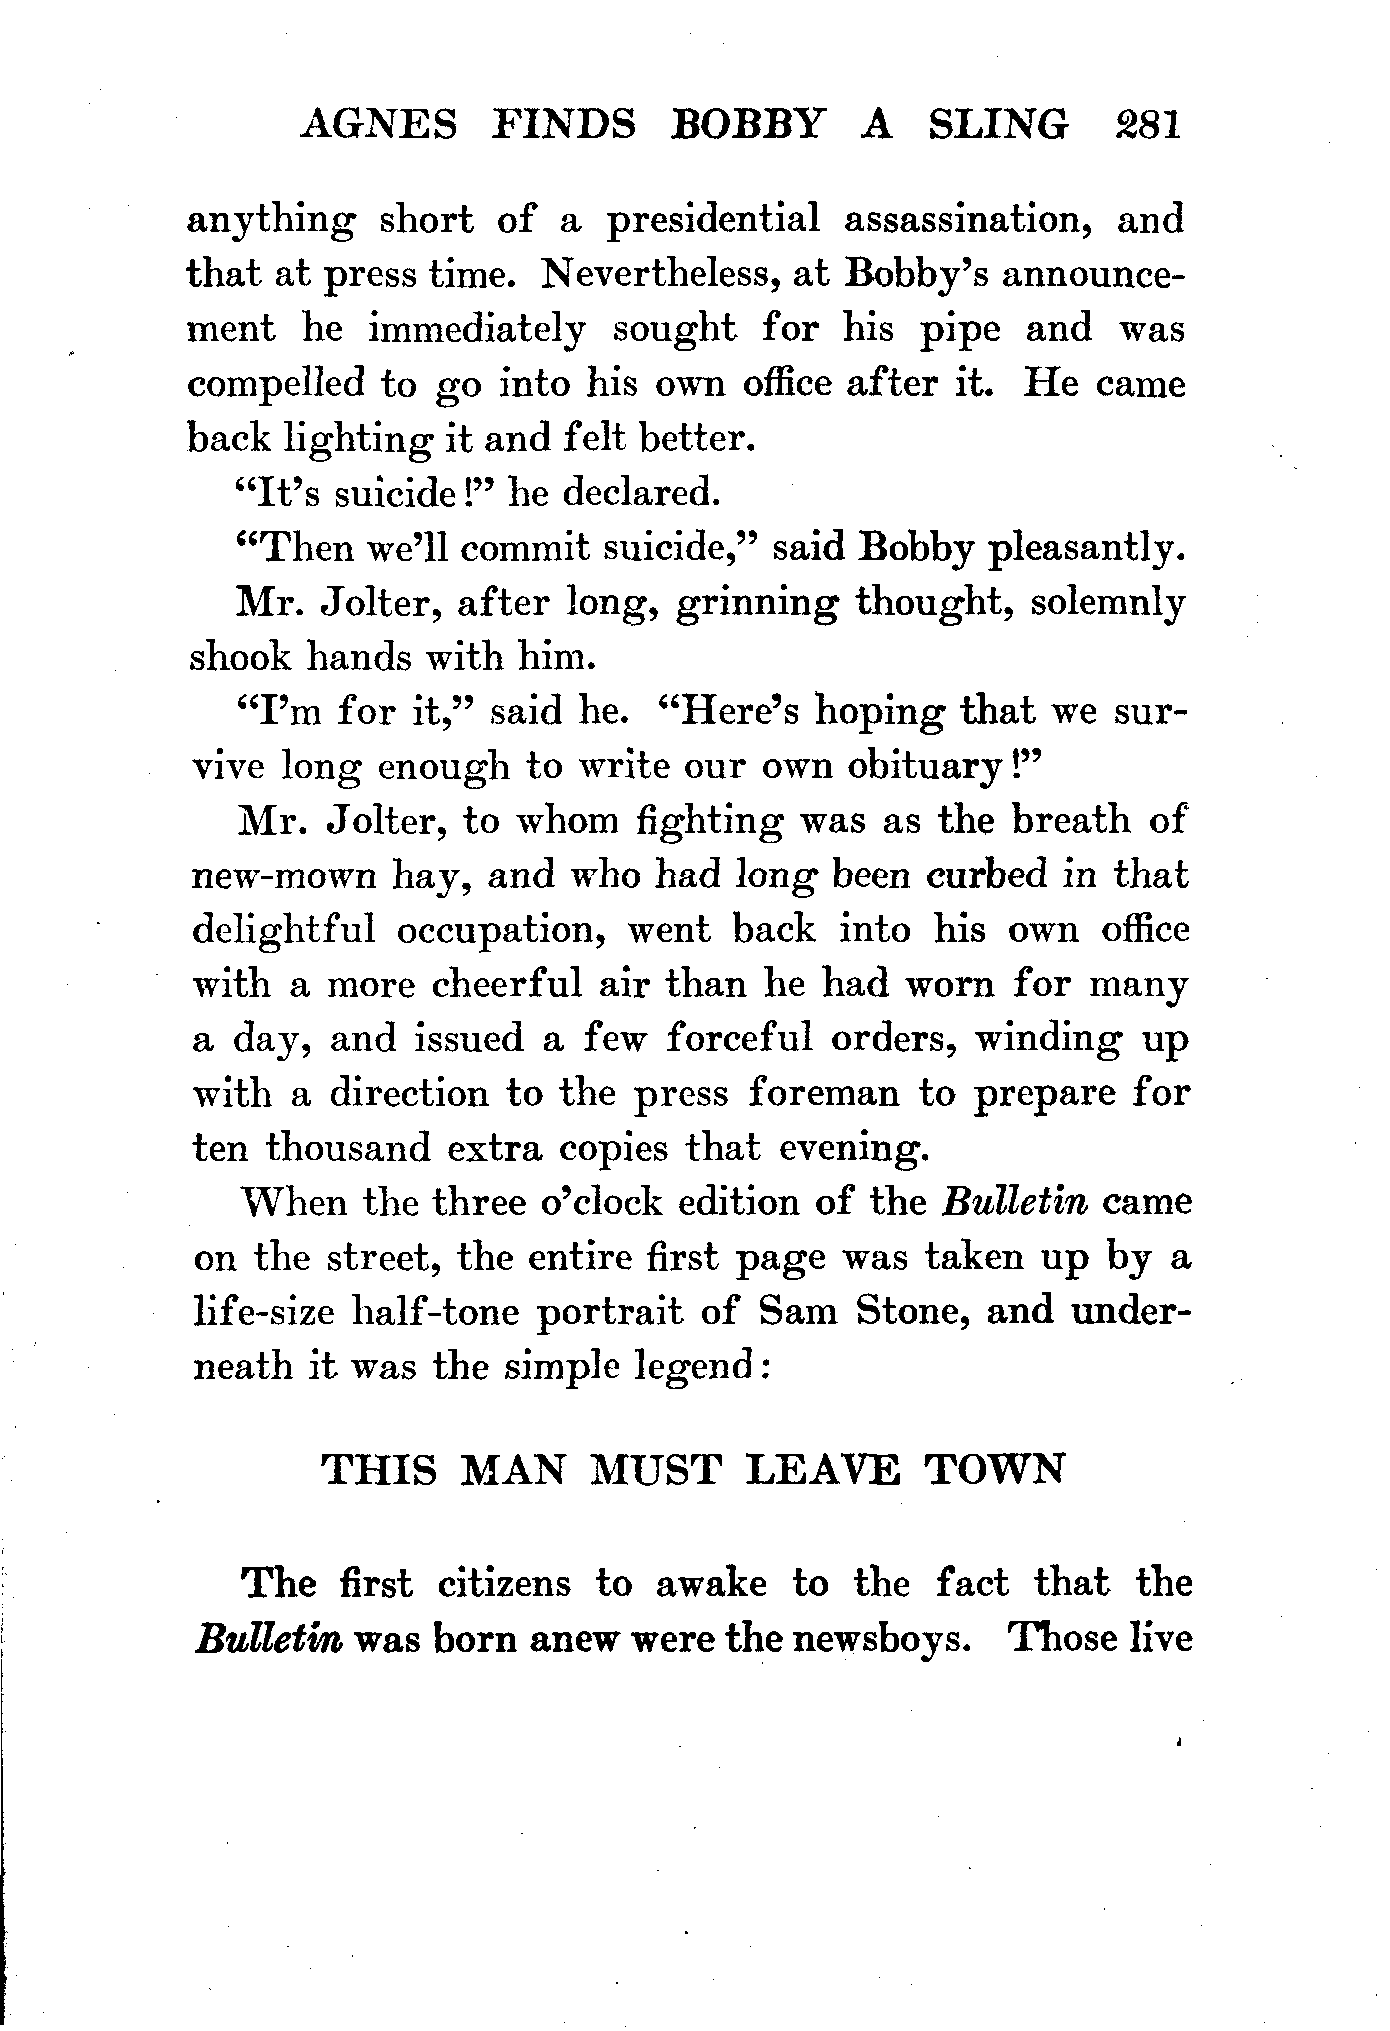 AGNES FINDS BOBBY A SLING 281
anything short of a presidential assassination, and
that at press time. Nevertheless, at Bobby's announce-
ment he immediately sought for his pipe and was
compelled to go into his own office after it. He came
back lighting it and felt better.
"It's suicide!" he declared.
"Then we'll commit suicide," said Bobby pleasantly.
Mr. Jolter, after long, grinning thought, solemnly
shook hands with him.
"I'm for it," said he. "Here's hoping that we sur-
vive long enough to write our own obituary!"
Mr. Jolter, to whom fighting was as the breath of
new-mown hay, and who had long been curbed in that
delightful occupation, went back into his own office
with a more cheerful air than he had worn for many
a day, and issued a few forceful orders, winding up
with a direction to the press foreman to prepare for
ten thousand extra copies that evening.
When the three o'clock edition of the Bulletin came
on the street, the entire first page was taken up by a
life-size half-tone portrait of Sam Stone, and under-
neath it was the simple legend:
THIS MAN MUST LEAVE TOWN
The first citizens to awake to the fact that the
Bulletin was born anew were the newsboys. Those live